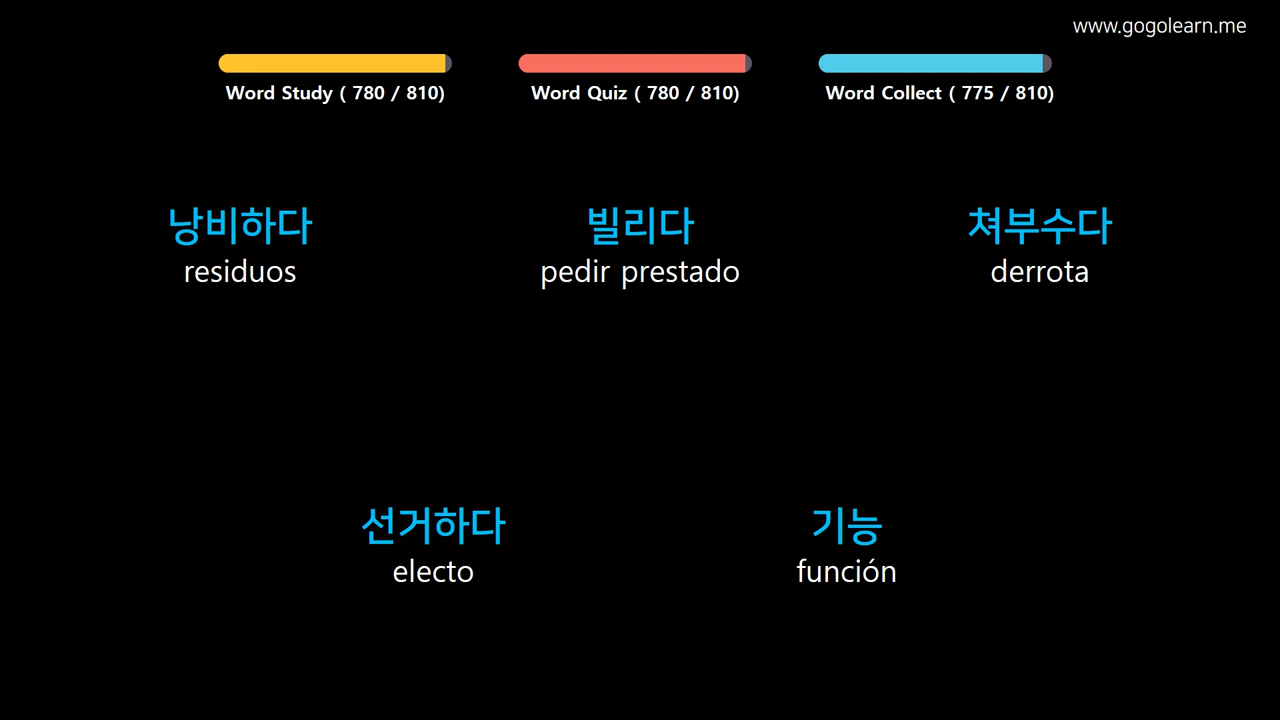 www.gogolearn.me
Word Study ( 780 / 810)
Word Quiz ( 780 / 810)
Word Collect ( 775 / 810)
낭비하다
residuos
빌리다
pedir prestado
쳐부수다
derrota
선거하다
electo
기능
función